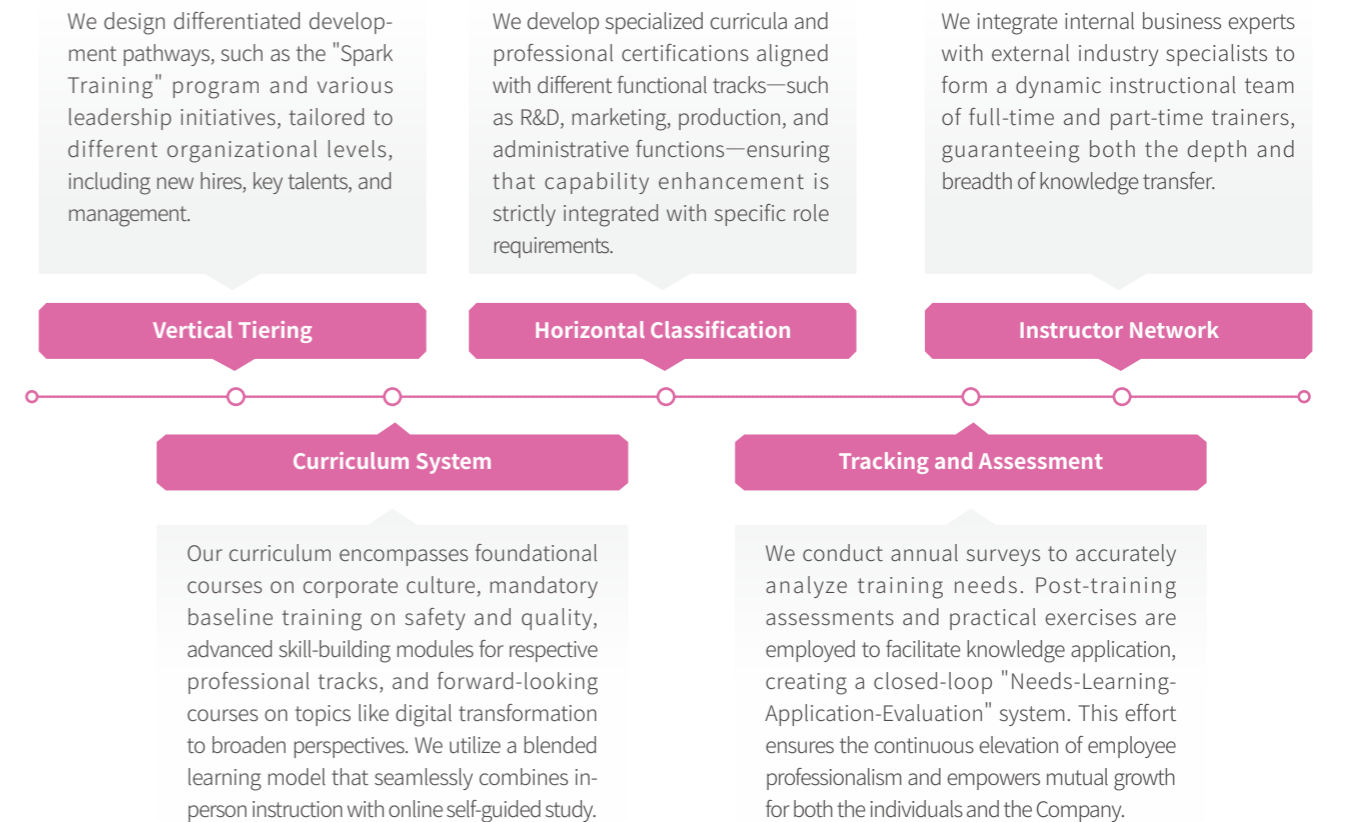 We design differentiated develop-
ment pathways, such as the "Spark
Training" program and various
leadership initiatives, tailored to
different organizational levels,
including new hires, key talents, and
management.
Vertical Tiering
We develop specialized curricula and
professional certifications aligned
with different functional tracks—such
as R&D, marketing, production, and
administrative functions—ensuring
that capability enhancement is
strictly integrated with specific role
requirements.
Horizontal Classification
We integrate internal business experts
with external industry specialists to
form a dynamic instructional team
of full-time and part-time trainers,
guaranteeing both the depth and
breadth of knowledge transfer.
Instructor Network
Curriculum System
Our curriculum encompasses foundational
courses on corporate culture, mandatory
baseline training on safety and quality,
advanced skill-building modules for respective
professional tracks, and forward-looking
courses on topics like digital transformation
to broaden perspectives. We utilize a blended
learning model that seamlessly combines in-
person instruction with online self-guided study.
Tracking and Assessment
We conduct annual surveys to accurately
analyze training needs. Post-training
assessments and practical exercises are
employed to facilitate knowledge application,
creating a closed-loop "Needs-Learning-
Application-Evaluation" system. This effort
ensures the continuous elevation of employee
professionalism and empowers mutual growth
for both the individuals and the Company.